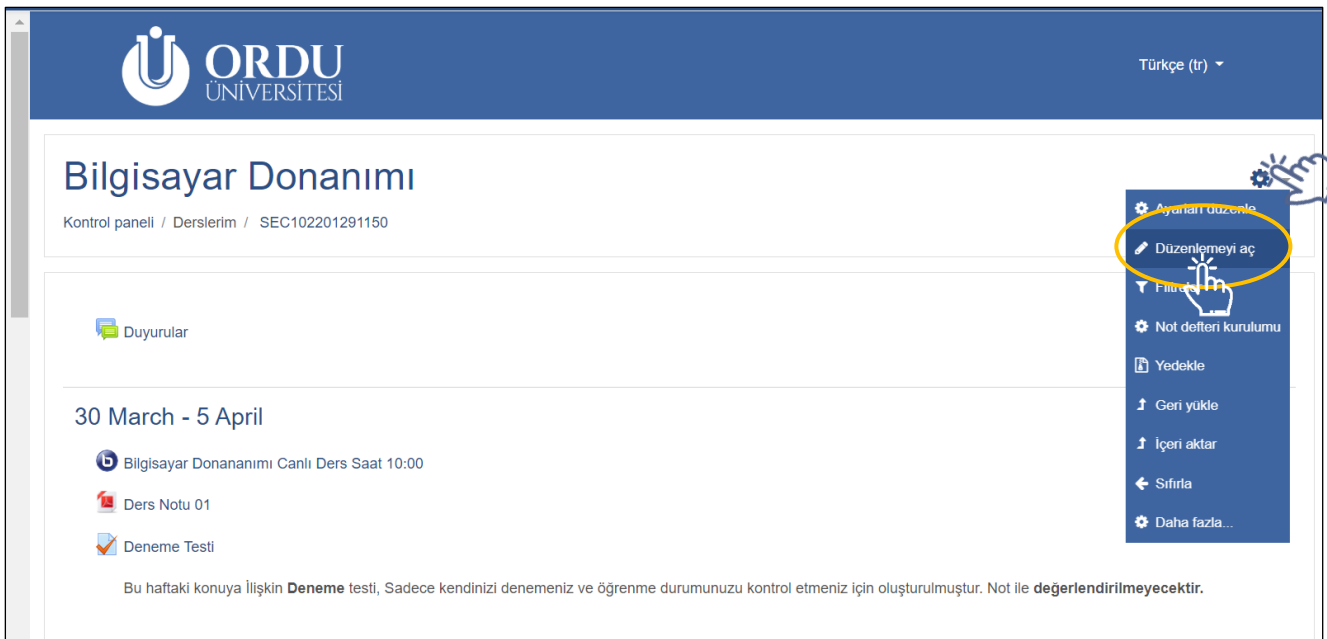 ORDU
ÜNİVERSİTESİ
Türkçe (tr)
Bilgisayar Donanımı
Kontrol paneli / Derslerim / SEC102201291150
Ayarları düzenle
Düzenlemeyi aç
Not defteri kurulumu
Yedekle
Geri yükle
İçeri aktar
Sıfırla
Daha fazla...
Duyurular
30 March - 5 April
Bilgisayar Donananımı Canlı Ders Saat 10:00
Ders Notu 01
Deneme Testi
Bu haftaki konuya İlişkin Deneme testi, Sadece kendinizi denemeniz ve öğrenme durumunuzu kontrol etmeniz için oluşturulmuştur. Not ile değerlendirilmeyecektir.